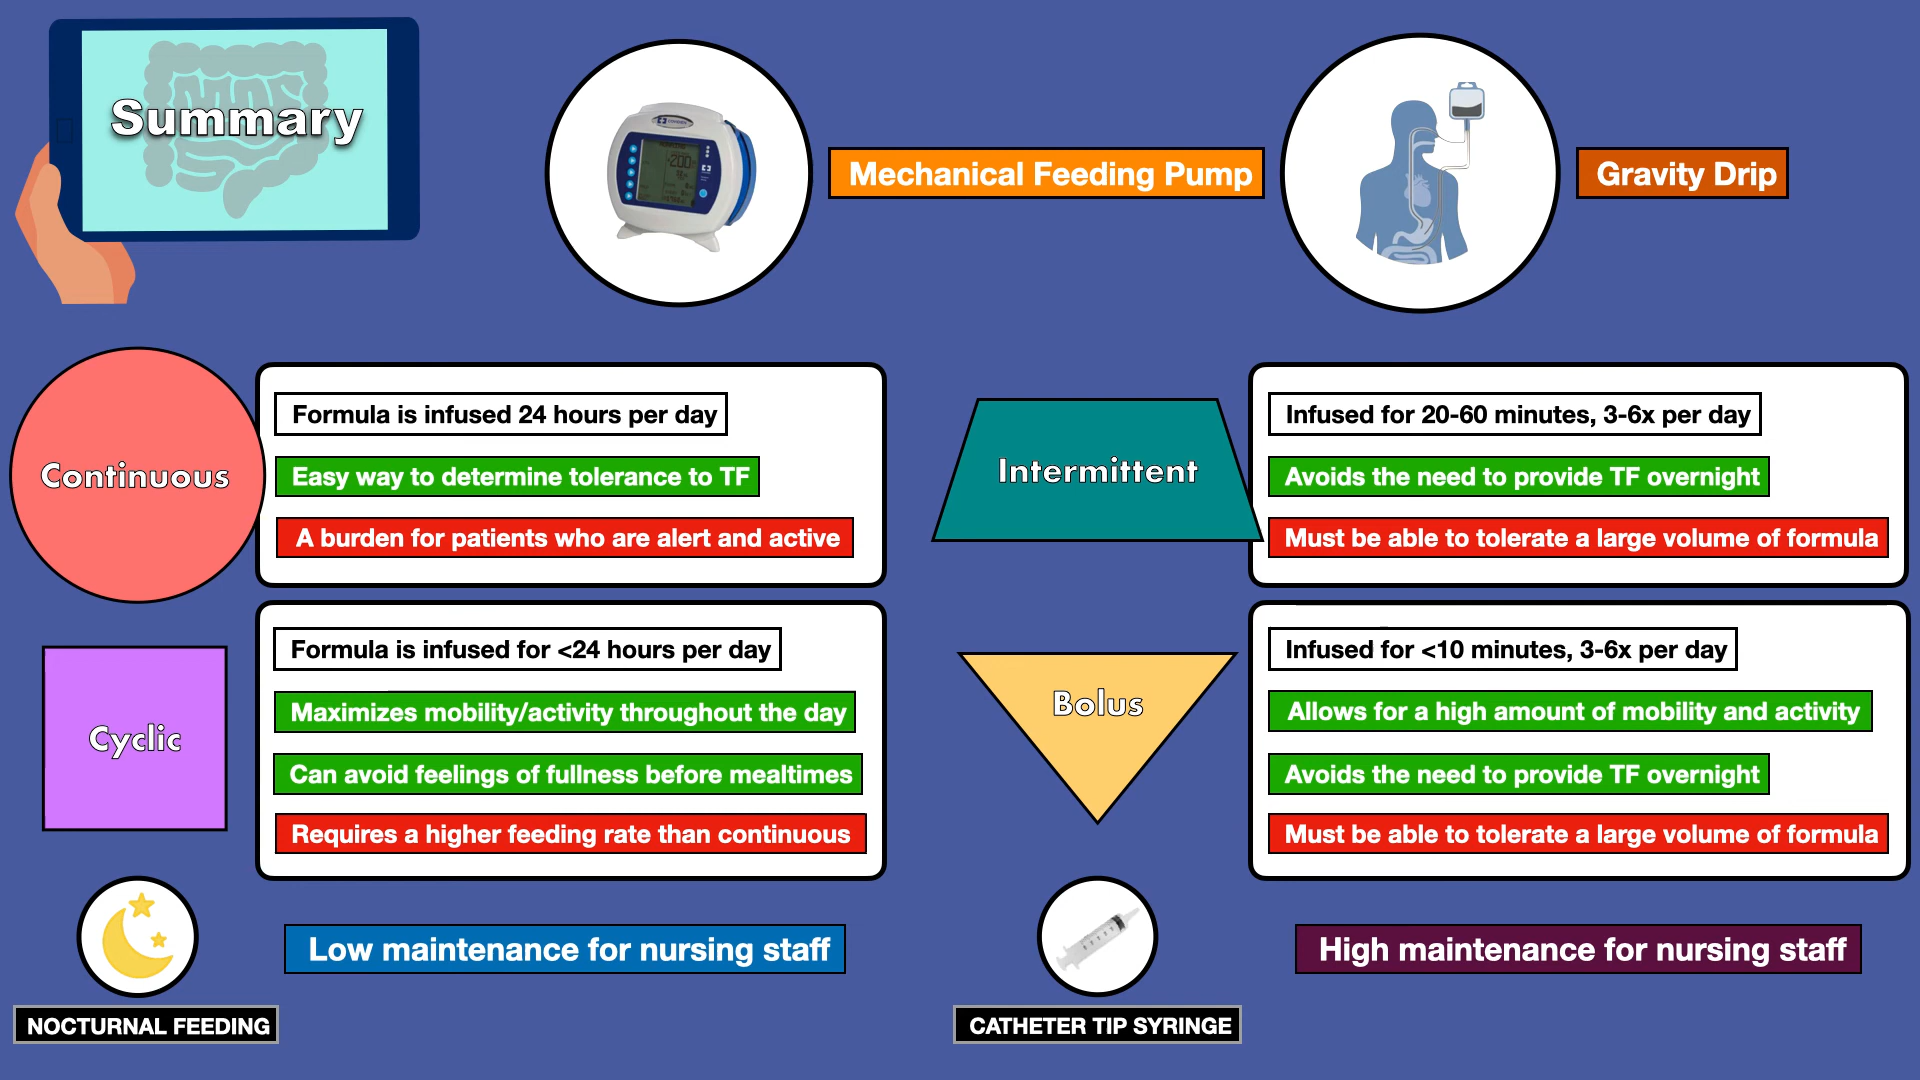 Summary
Mechanical Feeding Pump
Gravity Drip
Continuous
Formula is infused 24 hours per day
Easy way to determine tolerance to TF
A burden for patients who are alert and active
Intermittent
Infused for 20-60 minutes, 3-6x per day
Avoids the need to provide TF overnight
Must be able to tolerate a large volume of formula
Cyclic
Formula is infused for <24 hours per day
Maximizes mobility/activity throughout the day
Can avoid feelings of fullness before mealtimes
Requires a higher feeding rate than continuous
Bolus
Infused for <10 minutes, 3-6x per day
Allows for a high amount of mobility and activity
Avoids the need to provide TF overnight
Must be able to tolerate a large volume of formula
NOCTURNAL FEEDING
Low maintenance for nursing staff
CATHETER TIP SYRINGE
High maintenance for nursing staff